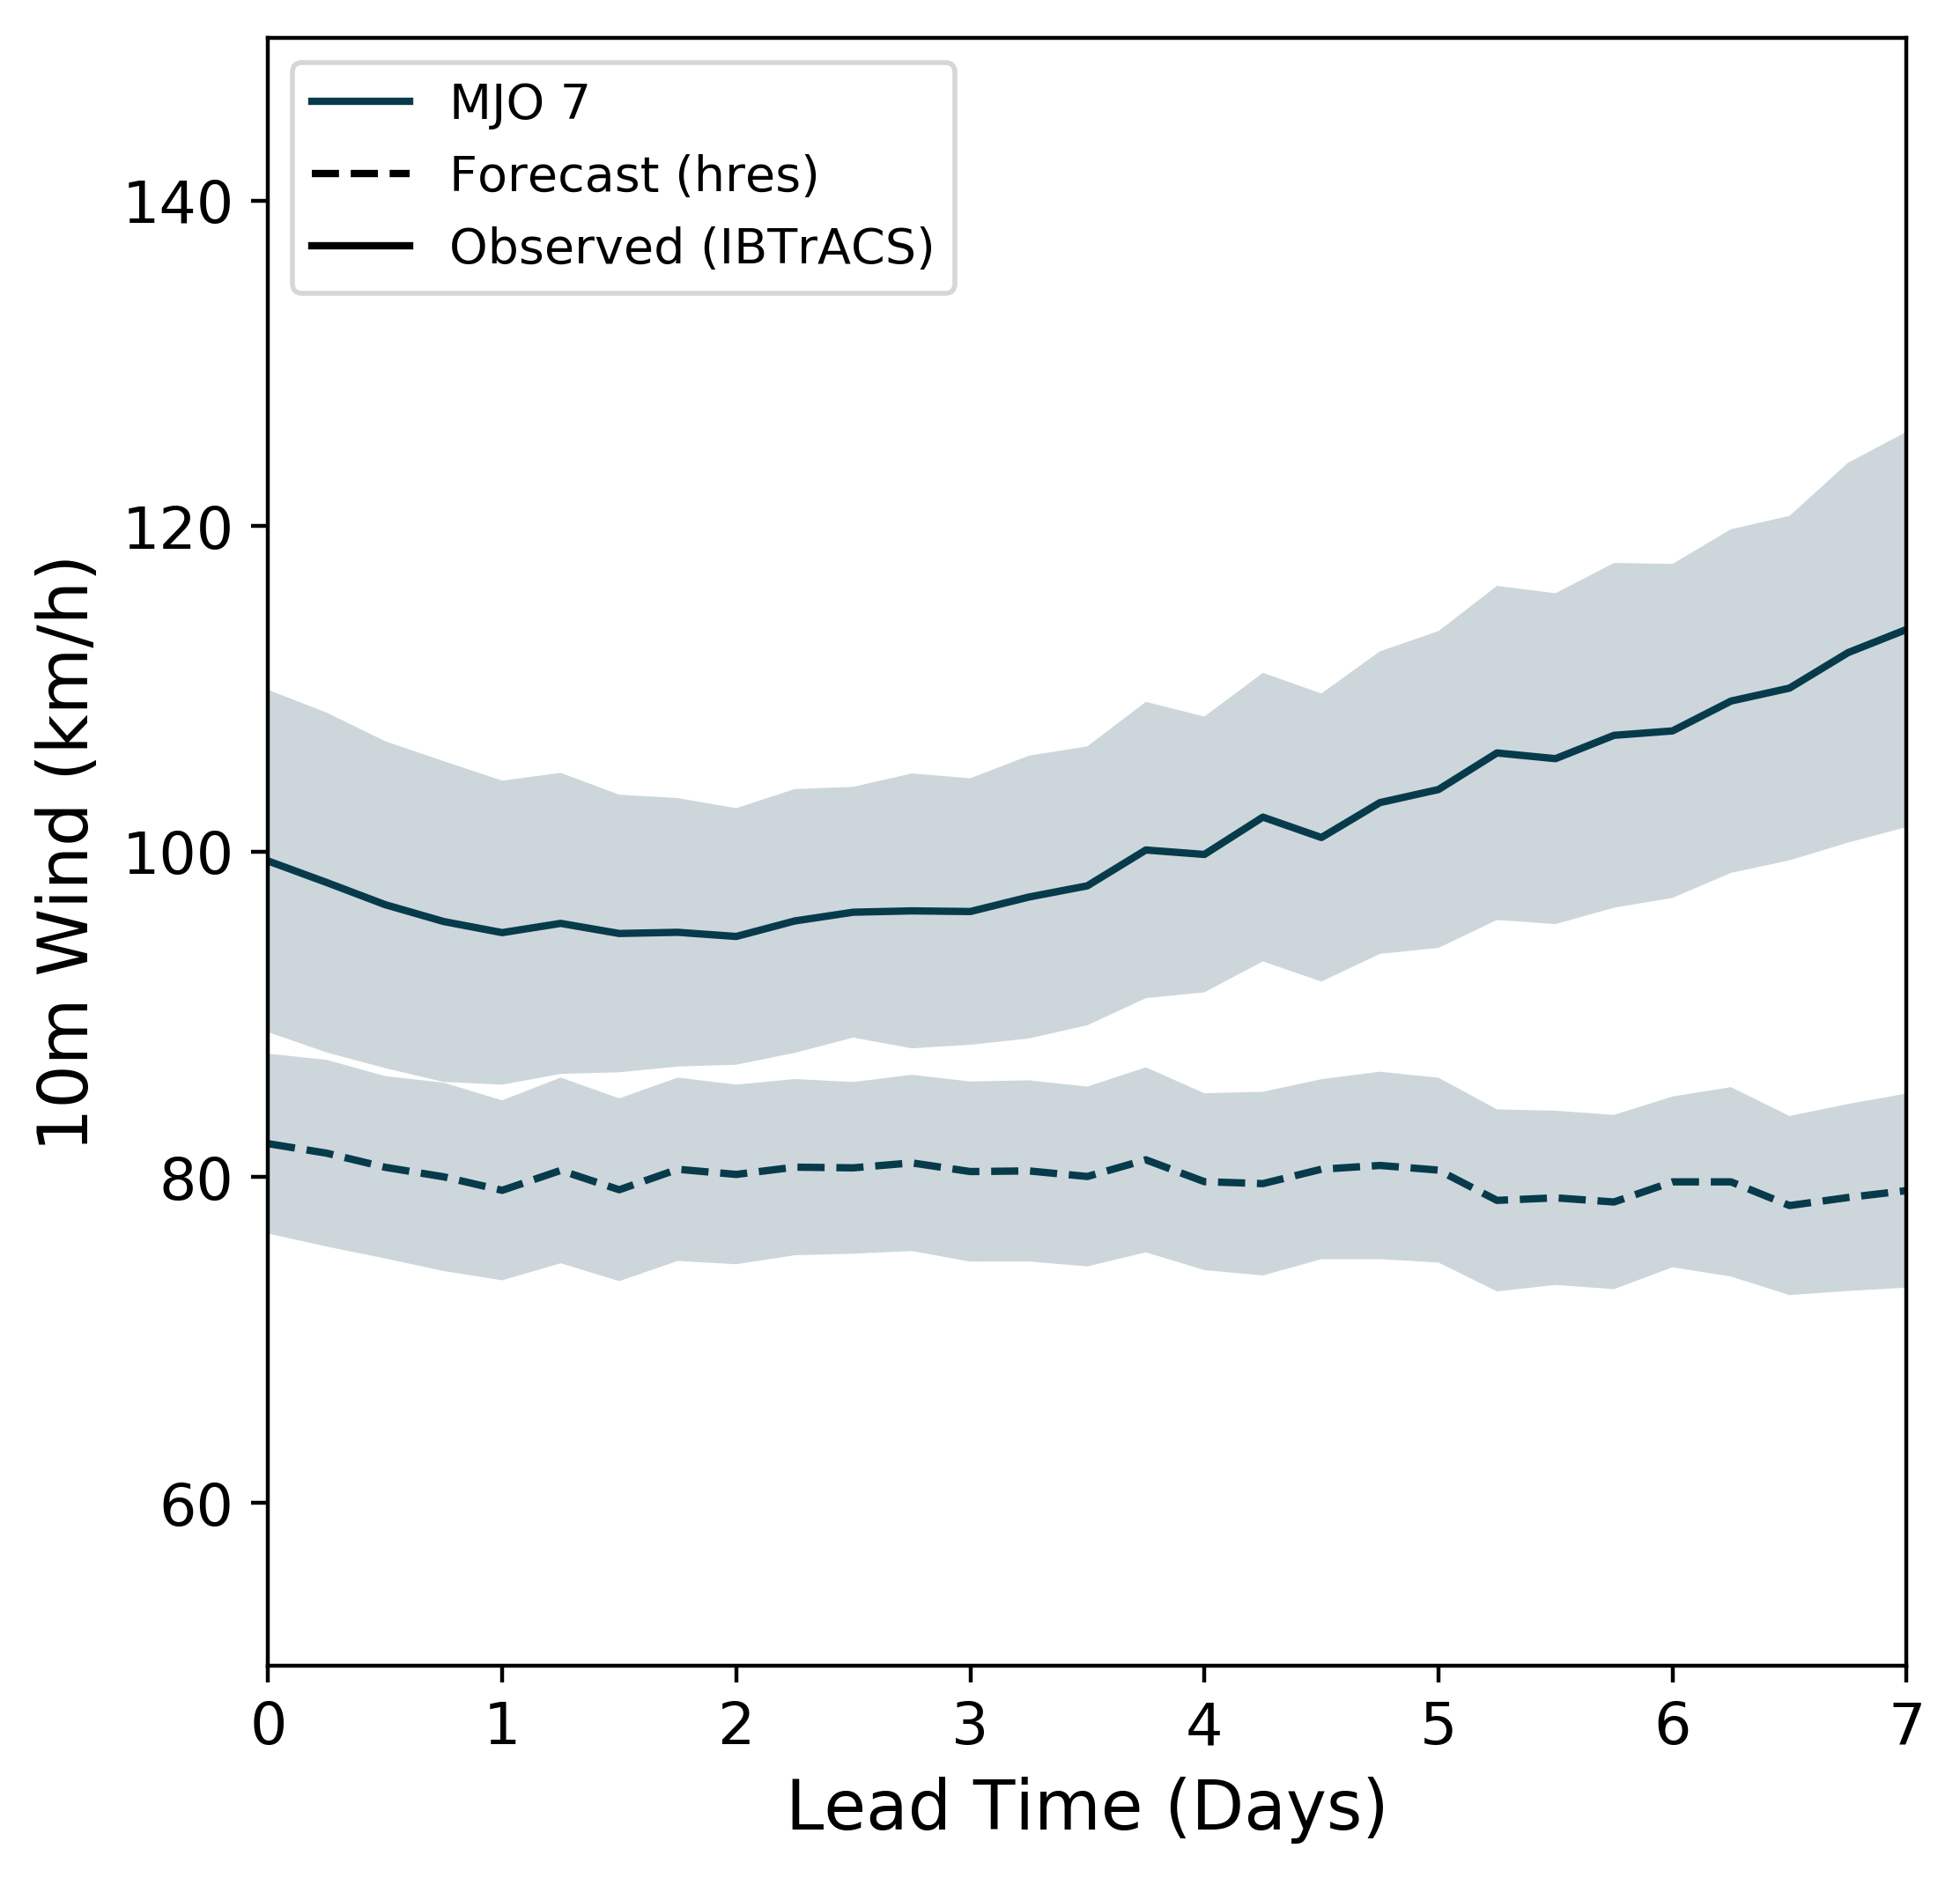 MJO 7
Forecast (hres)
Observed (IBTrACS)
140
120
100
80
60
10m Wind (km/h)
0 1 2 3 4 5 6 7
Lead Time (Days)